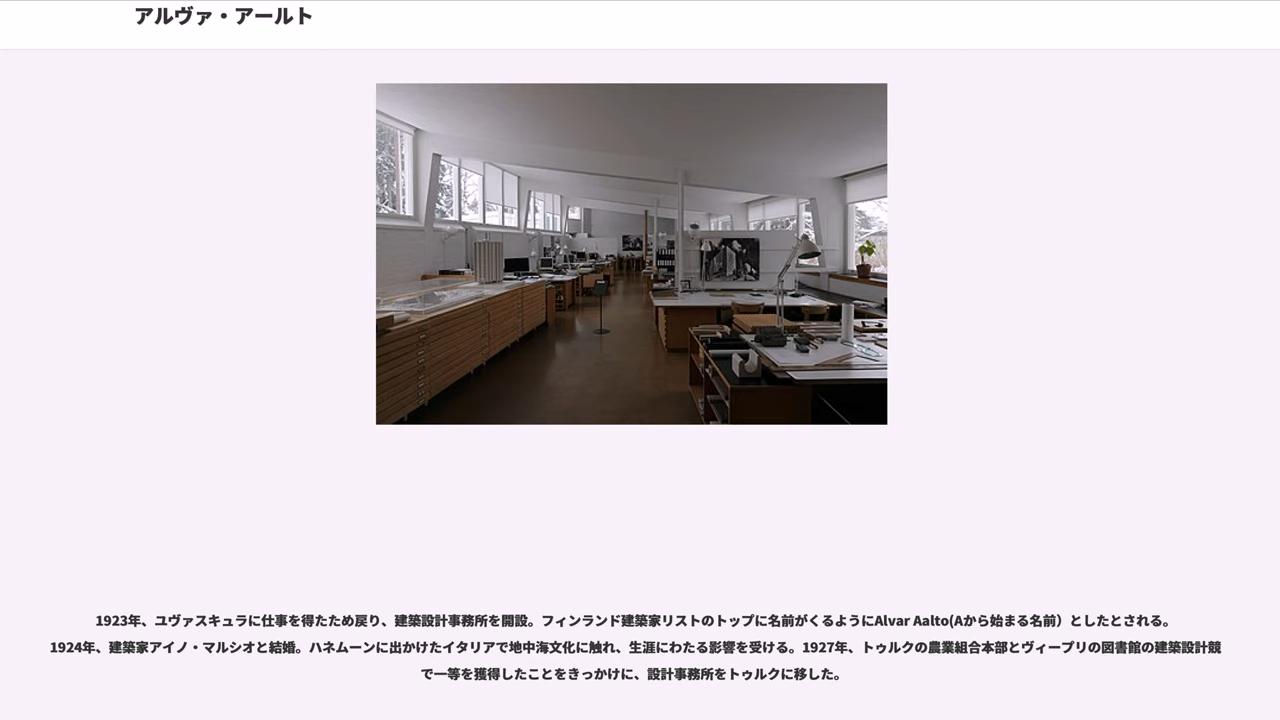 アルヴァ・アールト
1923年、ユヴァスキュラに仕事を得たため戻り、建築設計事務所を開設。フィンランド建築家リストのトップに名前がくるようにAlvar Aalto(Aから始まる名前）としたとされる。
1924年、建築家アイノ・マルシオと結婚。ハネムーンに出かけたイタリアで地中海文化に触れ、生涯にわたる影響を受ける。1927年、トゥルクの農業組合本部とヴィープリの図書館の建築設計競
で一等を獲得したことをきっかけに、設計事務所をトゥルクに移した。